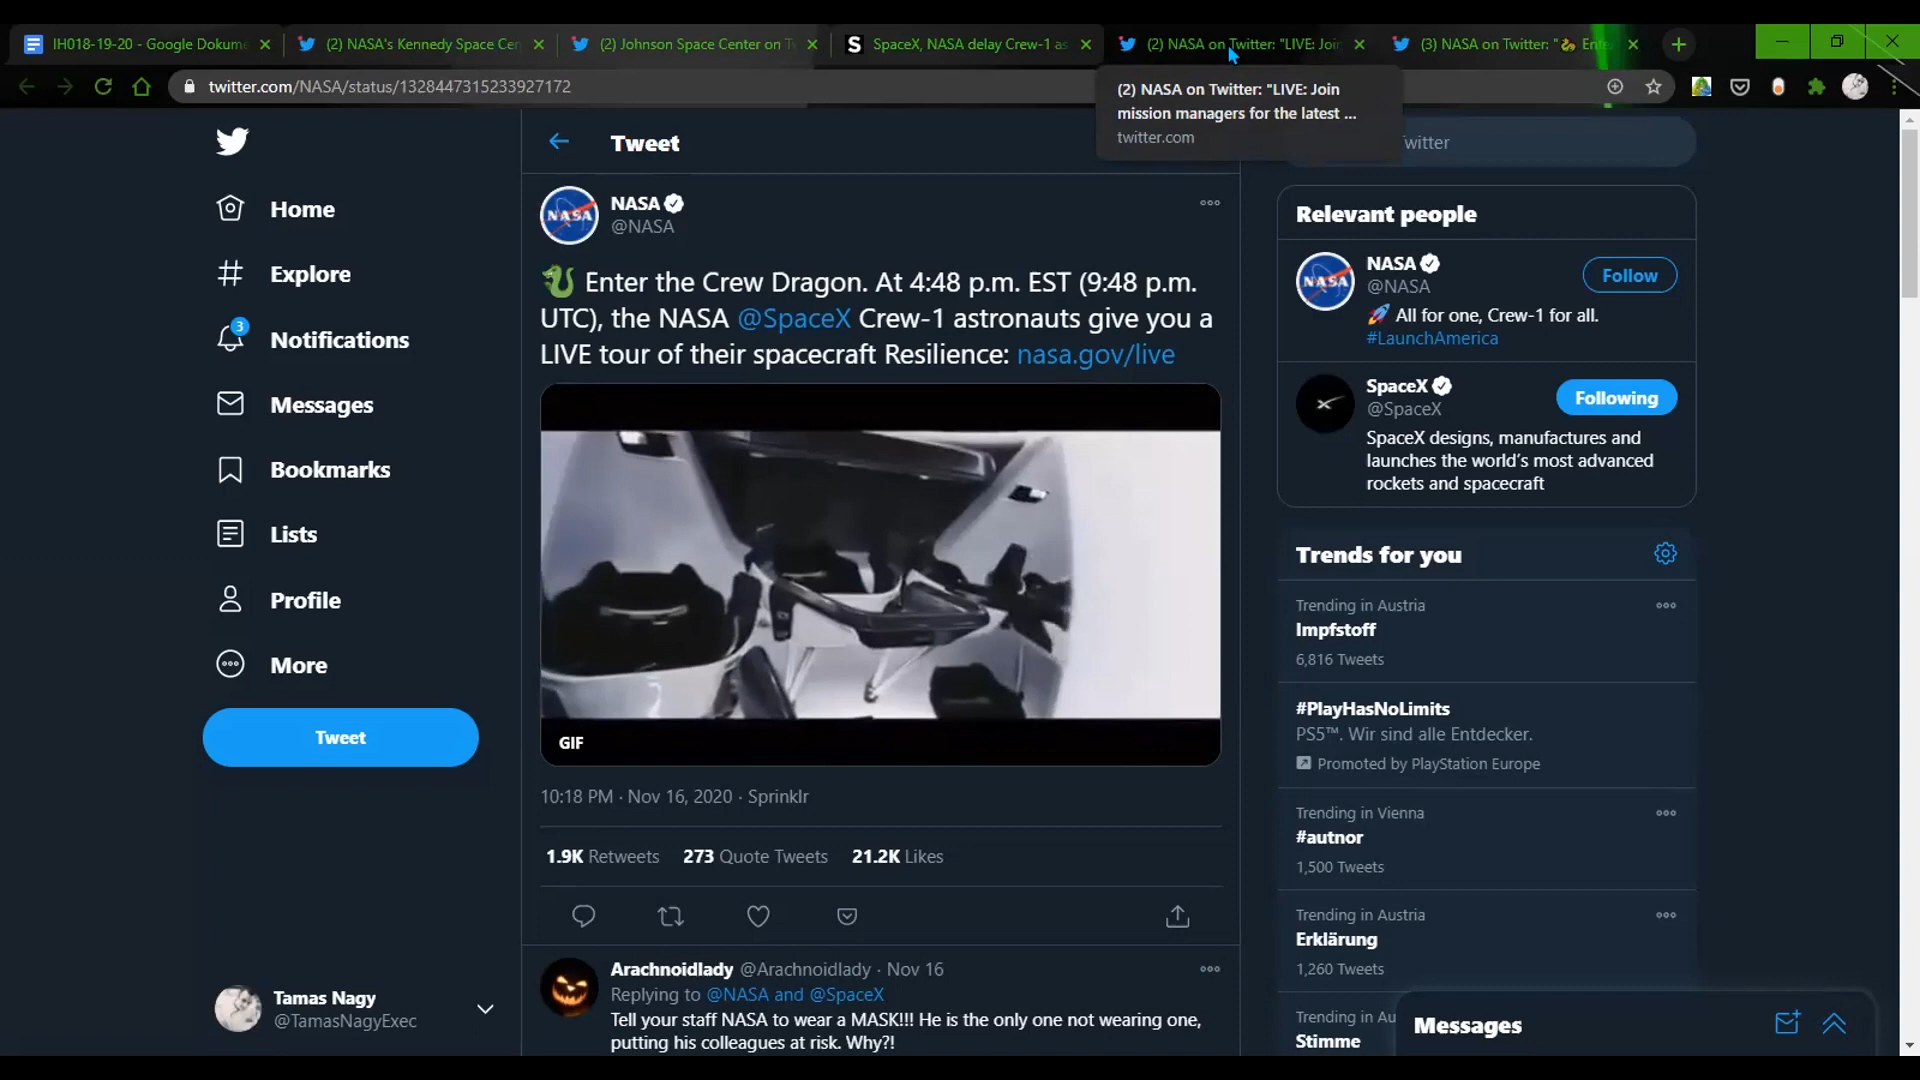 IH018-19-20 - Google Dokume
(2) NASA's Kennedy Space Cen
(2) Johnson Space Center on T
SpaceX, NASA delay Crew-1 as
(2) NASA on Twitter: "LIVE: Join
(3) NASA on Twitter: "🐉 Ente
twitter.com/NASA/status/1328447315233927172
(2) NASA on Twitter: "LIVE: Join
mission managers for the latest ...
twitter.com
Twitter
Home
Explore
3
Notifications
Messages
Bookmarks
Lists
Profile
More
Tweet
Tamas Nagy
@TamasNagyExec
Tweet
NASA
NASA
@NASA
🐉 Enter the Crew Dragon. At 4:48 p.m. EST (9:48 p.m.
UTC), the NASA @SpaceX Crew-1 astronauts give you a
LIVE tour of their spacecraft Resilience: nasa.gov/live
GIF
10:18 PM · Nov 16, 2020 · Sprinklr
1.9K Retweets 273 Quote Tweets 21.2K Likes
Arachnoidlady @Arachnoidlady · Nov 16
Replying to @NASA and @SpaceX
Tell your staff NASA to wear a MASK!!! He is the only one not wearing one,
putting his colleagues at risk. Why?!
Relevant people
NASA
NASA
@NASA
Follow
🚀 All for one, Crew-1 for all.
#LaunchAmerica
SpaceX
@SpaceX
Following
SpaceX designs, manufactures and
launches the world's most advanced
rockets and spacecraft
Trends for you
Trending in Austria
Impfstoff
6,816 Tweets
#PlayHasNoLimits
PS5™. Wir sind alle Entdecker.
Promoted by PlayStation Europe
Trending in Vienna
#autnor
1,500 Tweets
Trending in Austria
Erklärung
1,260 Tweets
Trending in Au
Stimme
Messages